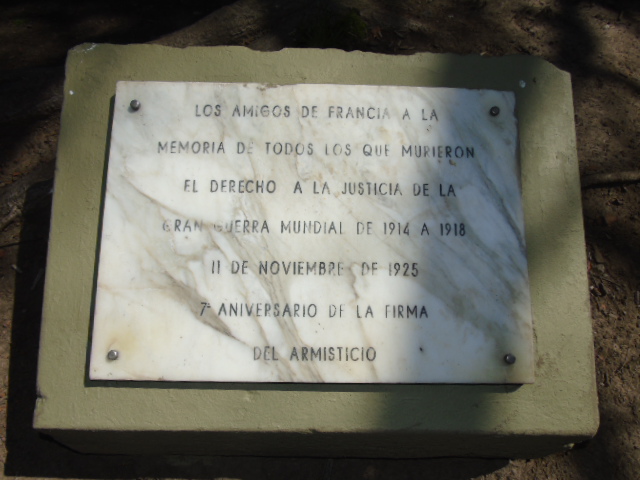 LOS AMIGOS DE FRANCIA A LA
MEMORIA DE TODOS LOS QUE MURIERON
EL DERECHO A LA JUSTICIA DE LA
GRAN GUERRA MUNDIAL DE 1914 A 1918
11 DE NOVIEMBRE DE 1925
7º ANIVERSARIO DE LA FIRMA
DEL ARMISTICIO